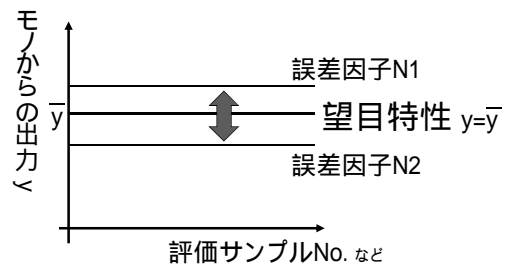 モノからの出力 y
y̅
誤差因子N1
望目特性 y=y̅
誤差因子N2
評価サンプルNo. など